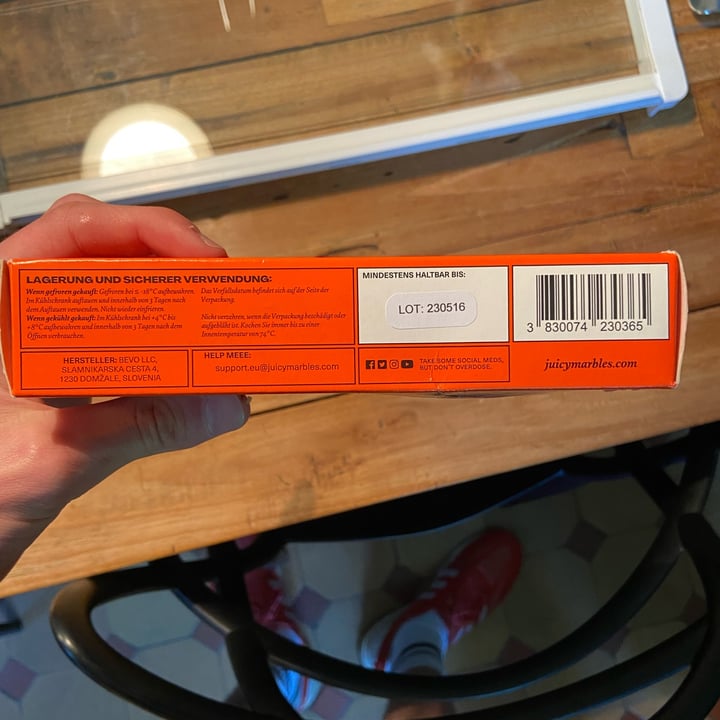 LAGERUNG UND SICHERER VERWENDUNG:
Wenn gefroren gekauft: Gefroren bei ≤ -18°C aufbewahren.
Im Kühlschrank auftauen und innerhalb von 3 Tagen nach
dem Auftauen verwenden. Nicht wieder einfrieren.
Wenn gekühlt gekauft: Im Kühlschrank bei +4°C bis
+8°C aufbewahren und innerhalb von 3 Tagen nach dem
Öffnen verbrauchen.
Das Verfallsdatum befindet sich auf der Seite der
Verpackung.
Nicht verzehren, wenn die Verpackung beschädigt oder
aufgebläht ist. Kochen Sie immer bis zu einer
Innentemperatur von 74°C.
MINDESTENS HALTBAR BIS:
LOT: 230516
3 830074 230365
HERSTELLER: BEVO LLC,
SLAMNIKARSKA CESTA 4,
1230 DOMŽALE, SLOVENIA
HELP MEEE:
support.eu@juicymarbles.com
TAKE SOME SOCIAL MEDS,
BUT DON'T OVERDOSE.
juicymarbles.com